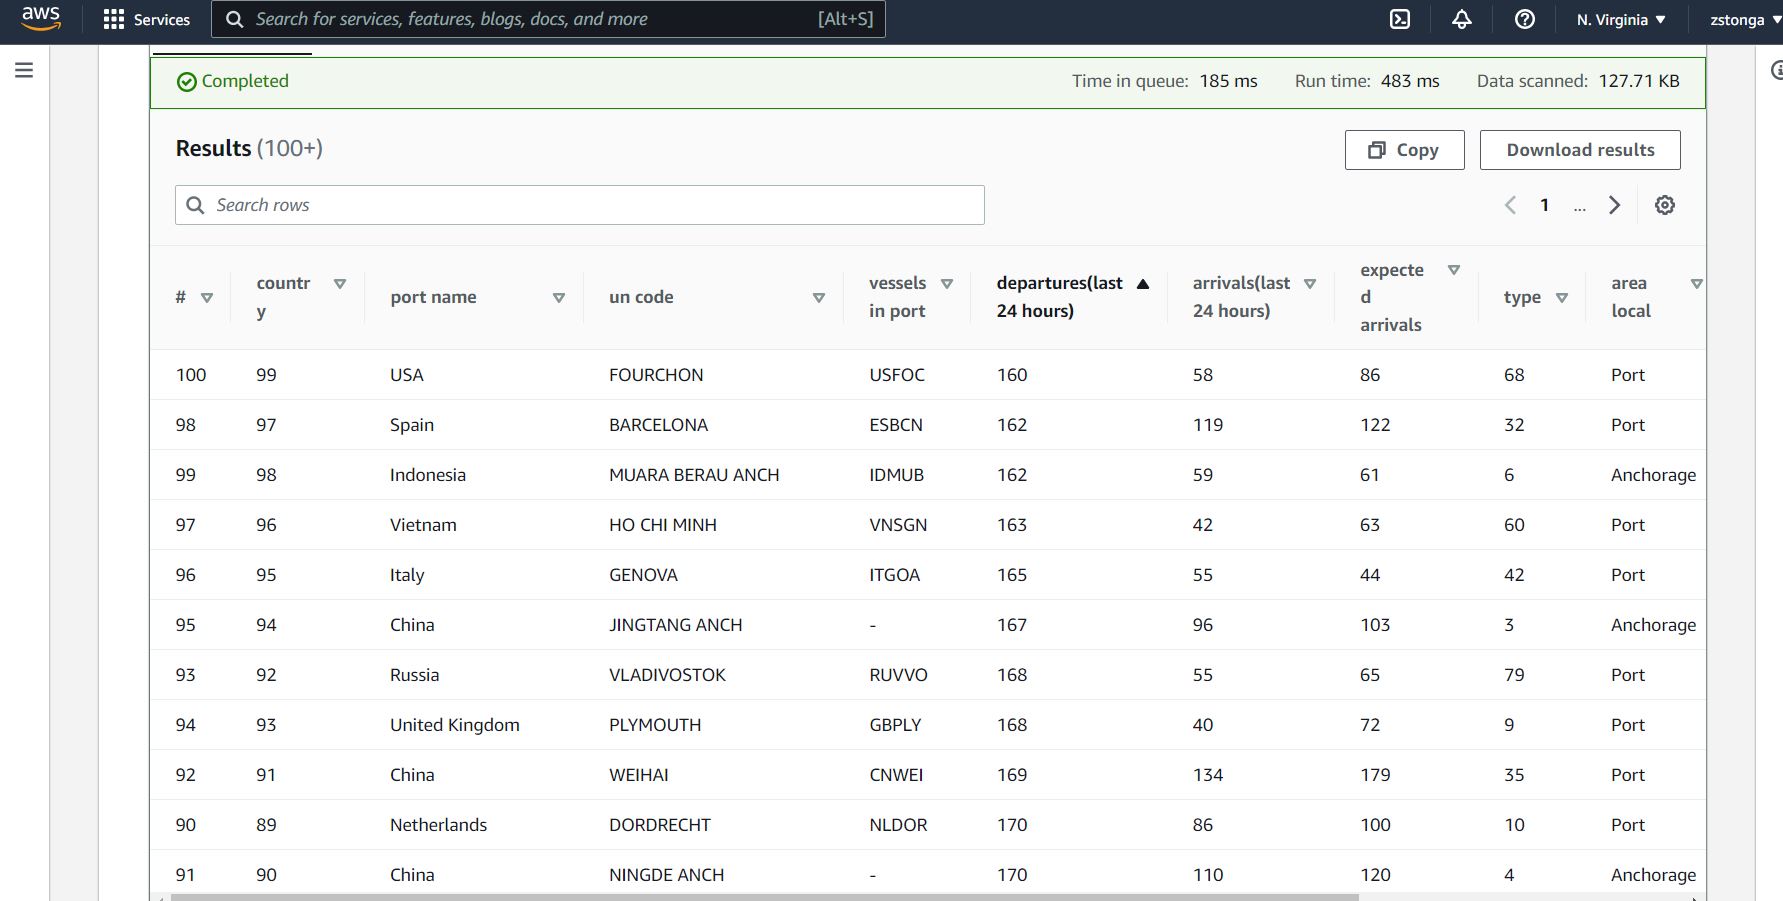 aws Services Search for services, features, blogs, docs, and more [Alt+S] N. Virginia ▼ zstonga ▼
Completed Time in queue: 185 ms Run time: 483 ms Data scanned: 127.71 KB
Results (100+) Copy Download results
Search rows 1 ...
# country port name un code vessels in port departures(last 24 hours) arrivals(last 24 hours) expected arrivals type area local
100 99 USA FOURCHON USFOC 160 58 86 68 Port
98 97 Spain BARCELONA ESBCN 162 119 122 32 Port
99 98 Indonesia MUARA BERAU ANCH IDMUB 162 59 61 6 Anchorage
97 96 Vietnam HO CHI MINH VNSGN 163 42 63 60 Port
96 95 Italy GENOVA ITGOA 165 55 44 42 Port
95 94 China JINGTANG ANCH - 167 96 103 3 Anchorage
93 92 Russia VLADIVOSTOK RUVVO 168 55 65 79 Port
94 93 United Kingdom PLYMOUTH GBPLY 168 40 72 9 Port
92 91 China WEIHAI CNWEI 169 134 179 35 Port
90 89 Netherlands DORDRECHT NLDOR 170 86 100 10 Port
91 90 China NINGDE ANCH - 170 110 120 4 Anchorage